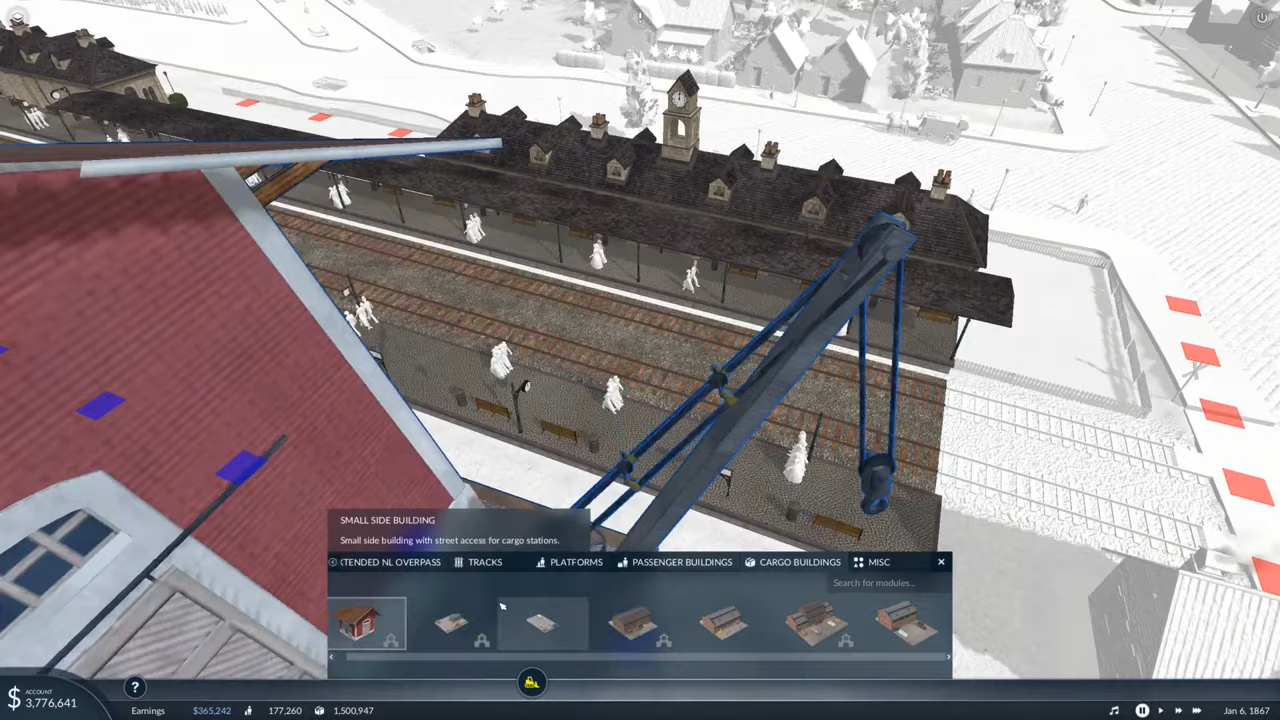 SMALL SIDE BUILDING
Small side building with street access for cargo stations.
TENDED NL OVERPASS
TRACKS
PLATFORMS
PASSENGER BUILDINGS
CARGO BUILDINGS
MISC
Search for modules...
?
$ ACCOUNT
3,776,641
Earnings $365,242 177,260 1,500,947
Jan 6, 1867